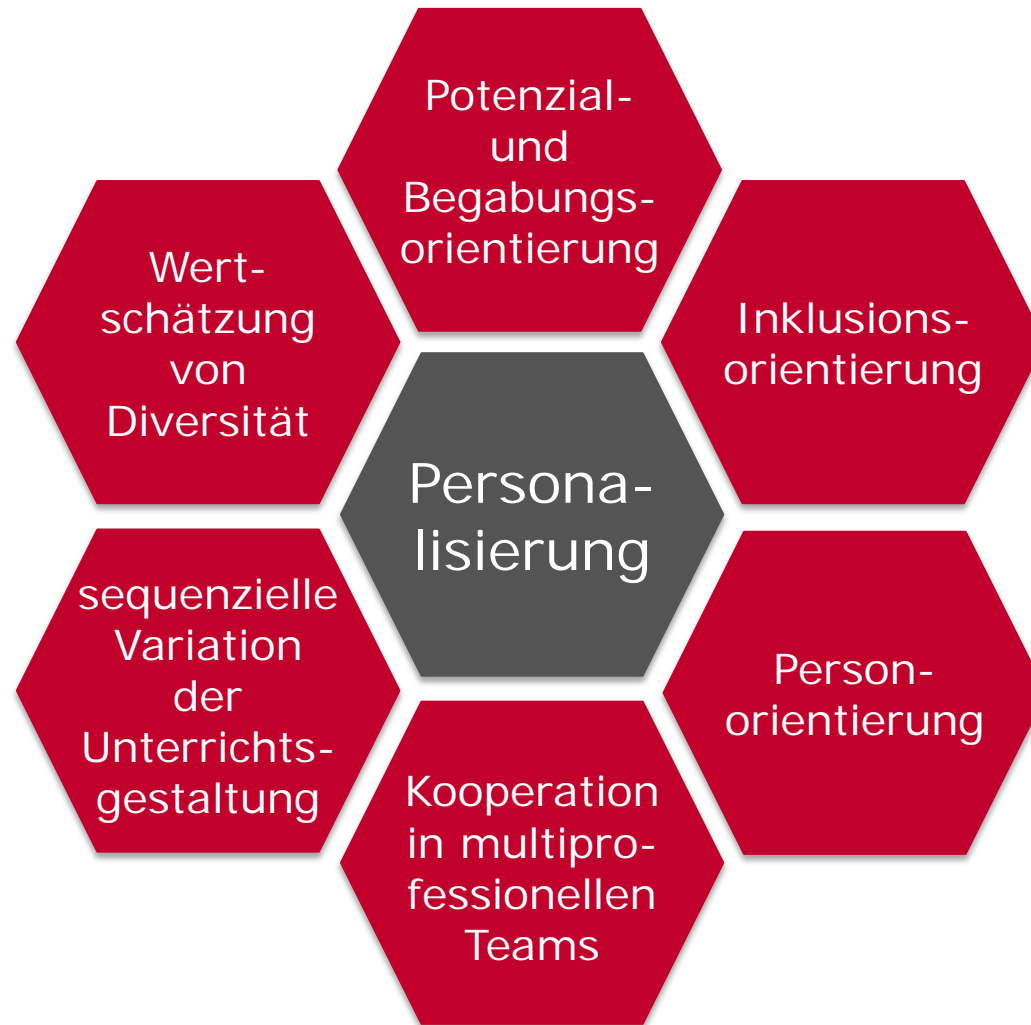 Potenzial-
und
Begabungs-
orientierung
Wert-
schätzung
von
Diversität
Inklusions-
orientierung
Persona-
lisierung
sequenzielle
Variation
der
Unterrichts-
gestaltung
Person-
orientierung
Kooperation
in multipro-
fessionellen
Teams